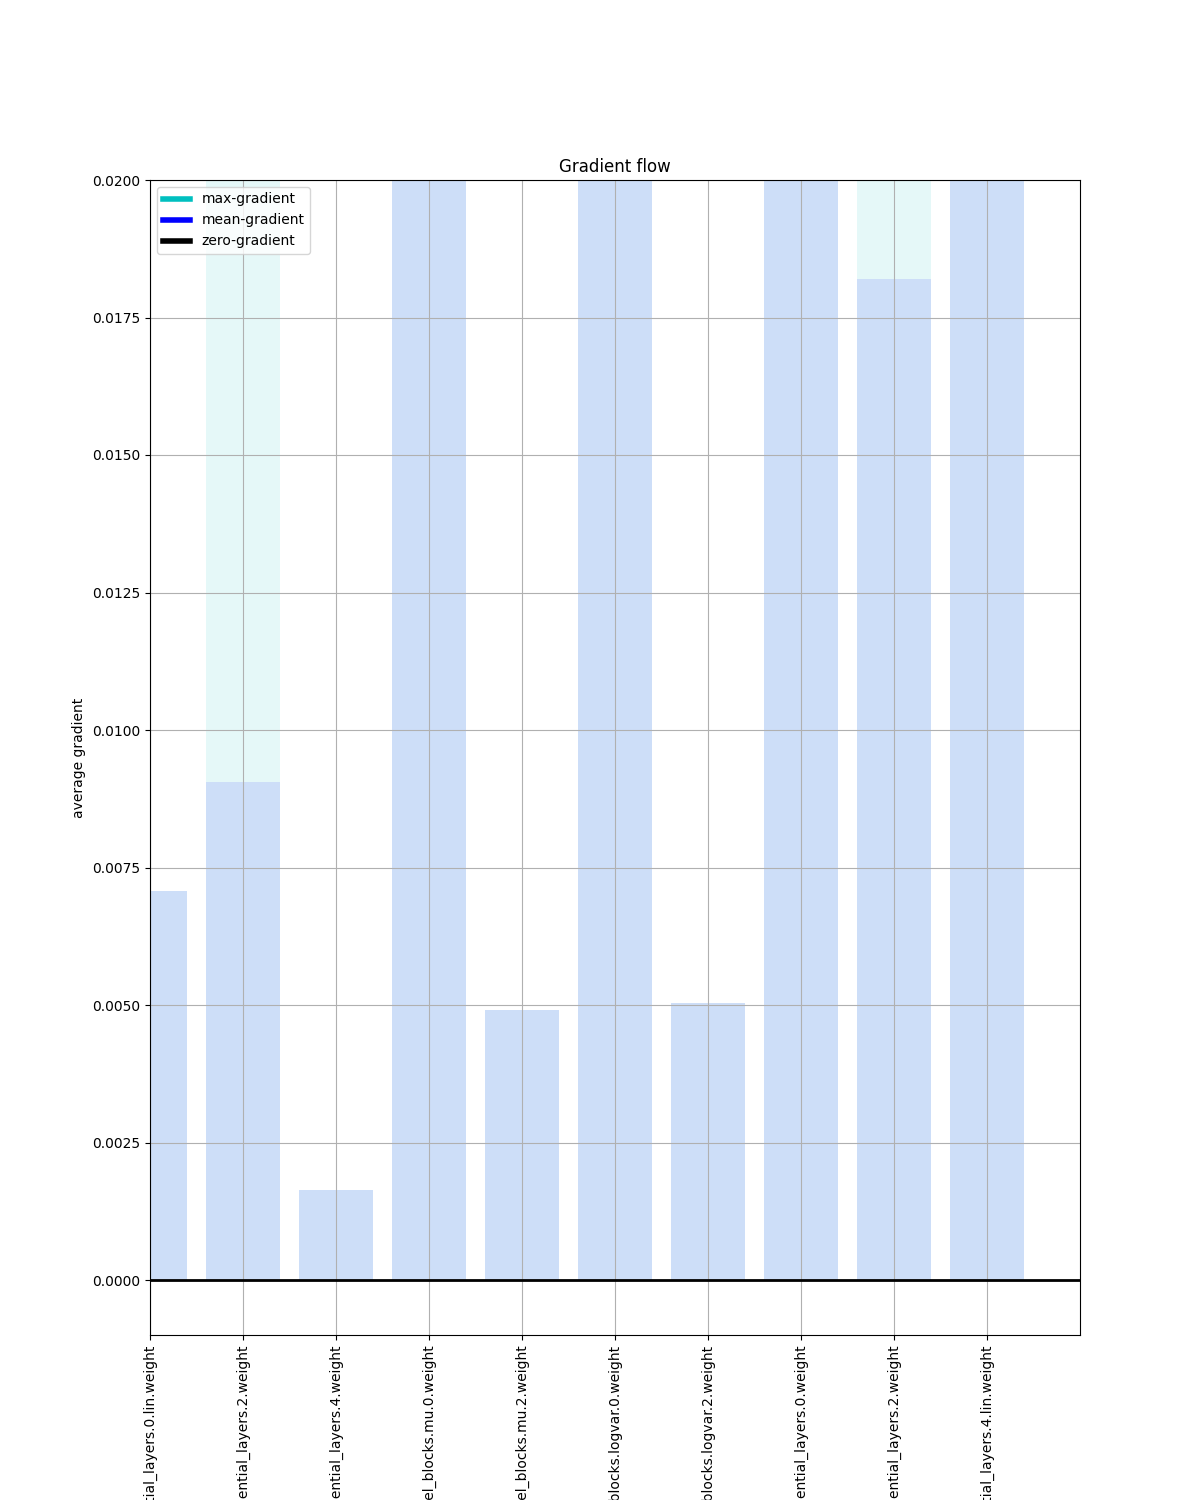 Gradient flow
max-gradient
mean-gradient
zero-gradient
0.0200
0.0175
0.0150
0.0125
0.0100
0.0075
0.0050
0.0025
0.0000
average gradient
tial_layers.0.lin.weight
ential_layers.2.weight
ential_layers.4.weight
el_blocks.mu.0.weight
el_blocks.mu.2.weight
blocks.logvar.0.weight
blocks.logvar.2.weight
ential_layers.0.weight
ential_layers.2.weight
tial_layers.4.lin.weight